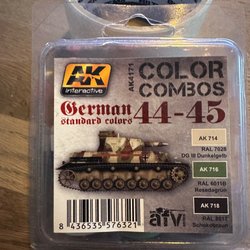 AK
interactive
AK4171
COLOR
COMBOS
German
standard colors
44-45
AK 714
RAL 7028
DG III Dunkelgelb
AK 716
RAL 6011B
Resedagrün
AK 718
RAL 8017
Schokobraun
8 436535 576321
afv